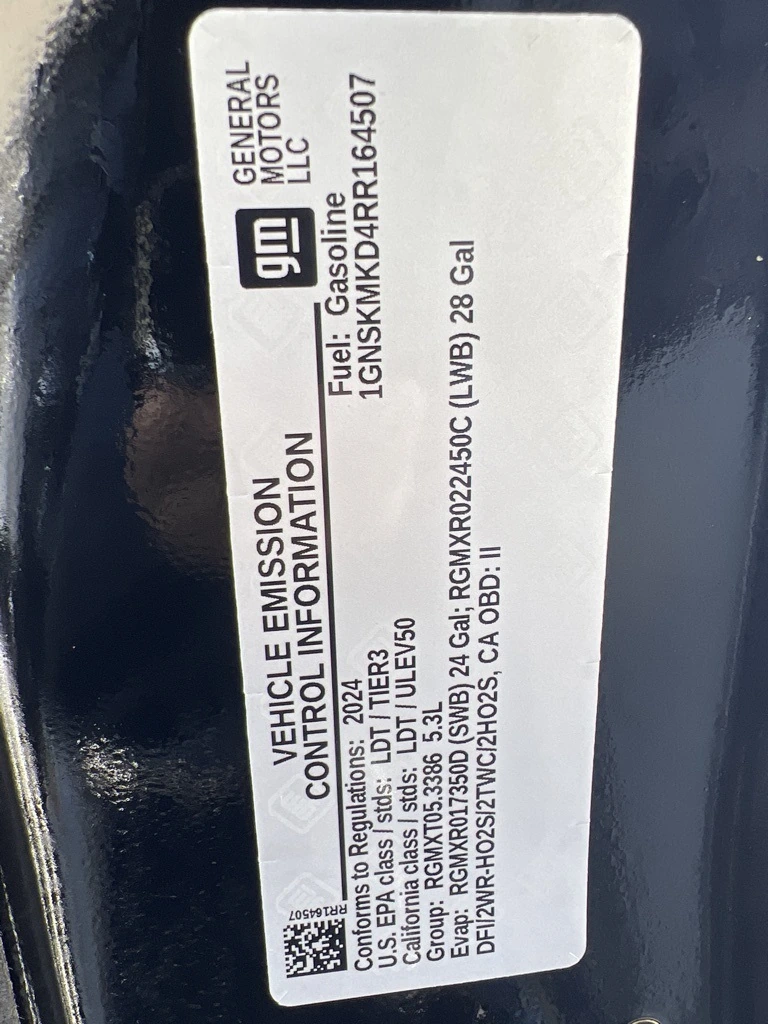 VEHICLE EMISSION
CONTROL INFORMATION
gm
GENERAL
MOTORS
LLC
RR164507
Fuel: Gasoline
1GNSKMKD4RR164507
Conforms to Regulations: 2024
U.S. EPA class / stds: LDT / TIER3
California class / stds: LDT / ULEV50
Group: RGMXT05.3386 5.3L
Evap: RGMXR017350D (SWB) 24 Gal; RGMXR022450C (LWB) 28 Gal
DFI/2WR-HO2S/2TWC/2HO2S, CA OBD: II